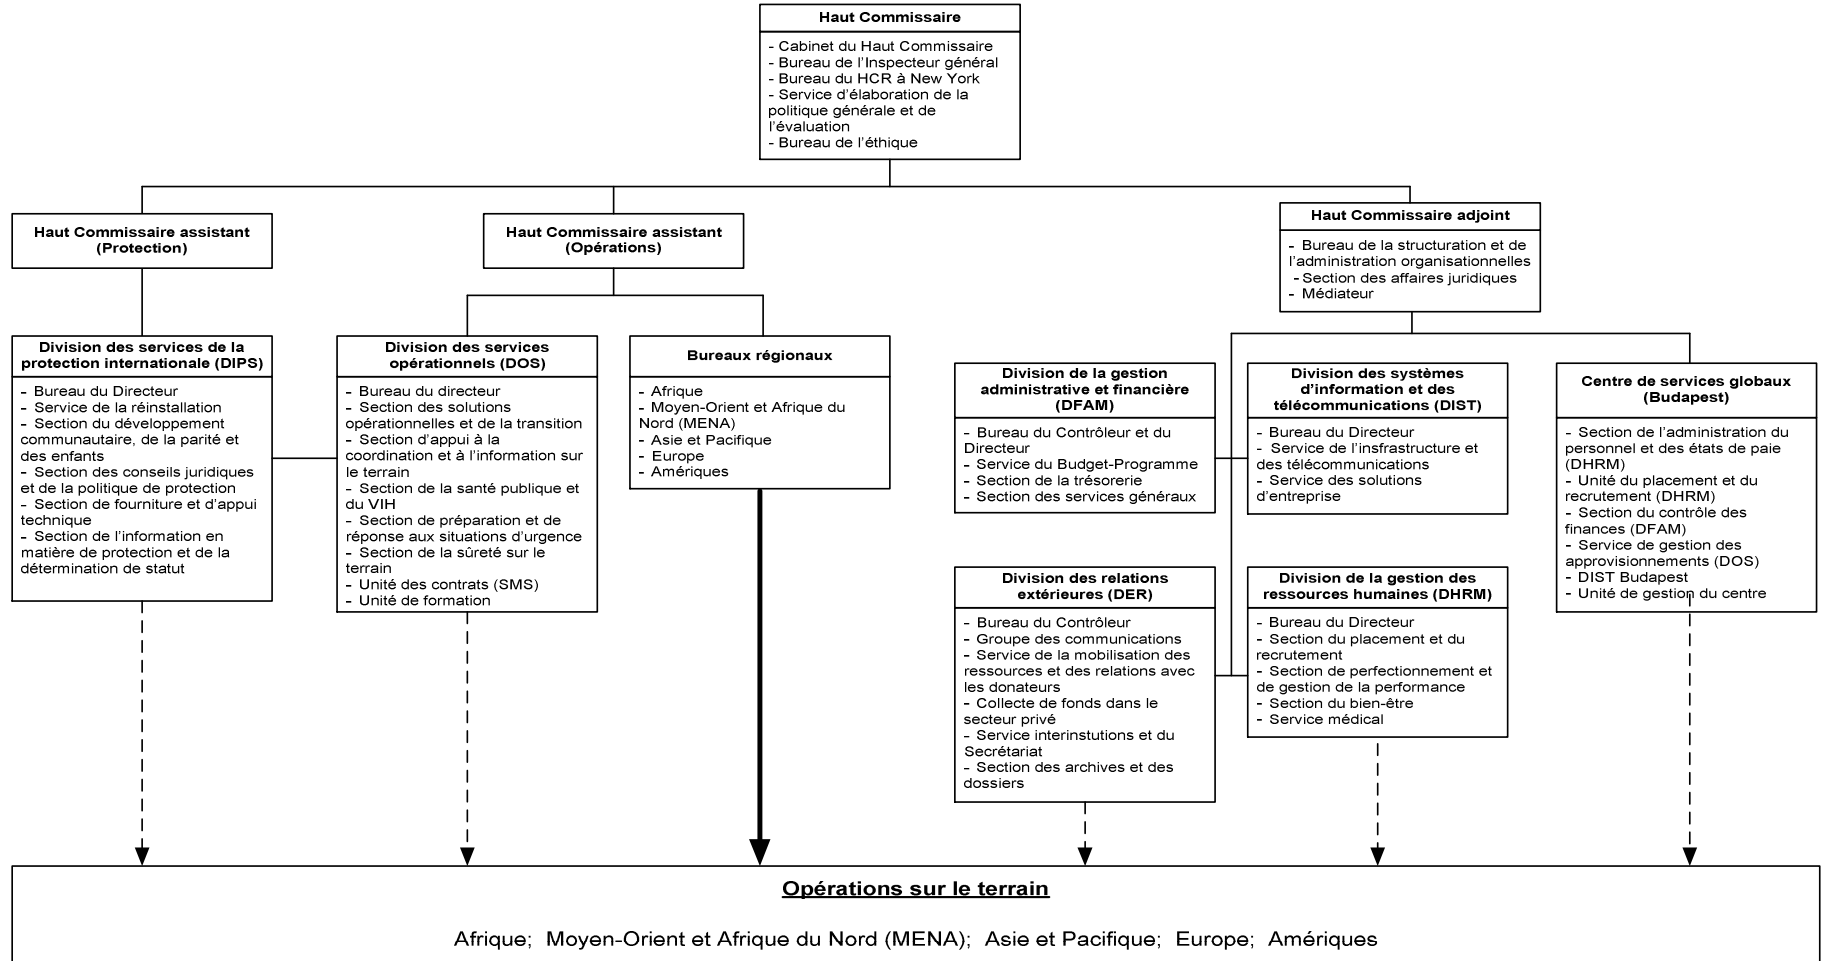 Haut Commissaire
- Cabinet du Haut Commissaire
- Bureau de l'Inspecteur général
- Bureau du HCR à New York
- Service d'élaboration de la
politique générale et de
l'évaluation
- Bureau de l'éthique
Haut Commissaire assistant
(Protection)
Haut Commissaire assistant
(Opérations)
Haut Commissaire adjoint
- Bureau de la structuration et de
l'administration organisationnelles
- Section des affaires juridiques
- Médiateur
Division des services de la
protection internationale (DIPS)
- Bureau du Directeur
- Service de la réinstallation
- Section du développement
communautaire, de la parité et
des enfants
- Section des conseils juridiques
et de la politique de protection
- Section de fourniture et d'appui
technique
- Section de l'information en
matière de protection et de la
détermination de statut
Division des services
opérationnels (DOS)
- Bureau du directeur
- Section des solutions
opérationnelles et de la transition
- Section d'appui à la
coordination et à l'information sur
le terrain
- Section de la santé publique et
du VIH
- Section de préparation et de
réponse aux situations d'urgence
- Section de la sûreté sur le
terrain
- Unité des contrats (SMS)
- Unité de formation
Bureaux régionaux
- Afrique
- Moyen-Orient et Afrique du
Nord (MENA)
- Asie et Pacifique
- Europe
- Amériques
Division de la gestion
administrative et financière
(DFAM)
- Bureau du Contrôleur et du
Directeur
- Service du Budget-Programme
- Section de la trésorerie
- Section des services généraux
Division des systèmes
d'information et des
télécommunications (DIST)
- Bureau du Directeur
- Service de l'insfrastructure et
des télécommunications
- Service des solutions
d'entreprise
Centre de services globaux
(Budapest)
- Section de l'administration du
personnel et des états de paie
(DHRM)
- Unité du placement et du
recrutement (DHRM)
- Section du contrôle des
finances (DFAM)
- Service de gestion des
approvisionnements (DOS)
- DIST Budapest
- Unité de gestion du centre
Division des relations
extérieures (DER)
- Bureau du Contrôleur
- Groupe des communications
- Service de la mobilisation des
ressources et des relations avec
les donateurs
- Collecte de fonds dans le
secteur privé
- Service interinstutions et du
Secrétariat
- Section des archives et des
dossiers
Division de la gestion des
ressources humaines (DHRM)
- Bureau du Directeur
- Section du placement et du
recrutement
- Section de perfectionnement et
de gestion de la performance
- Section du bien-être
- Service médical
Opérations sur le terrain
Afrique; Moyen-Orient et Afrique du Nord (MENA); Asie et Pacifique; Europe; Amériques